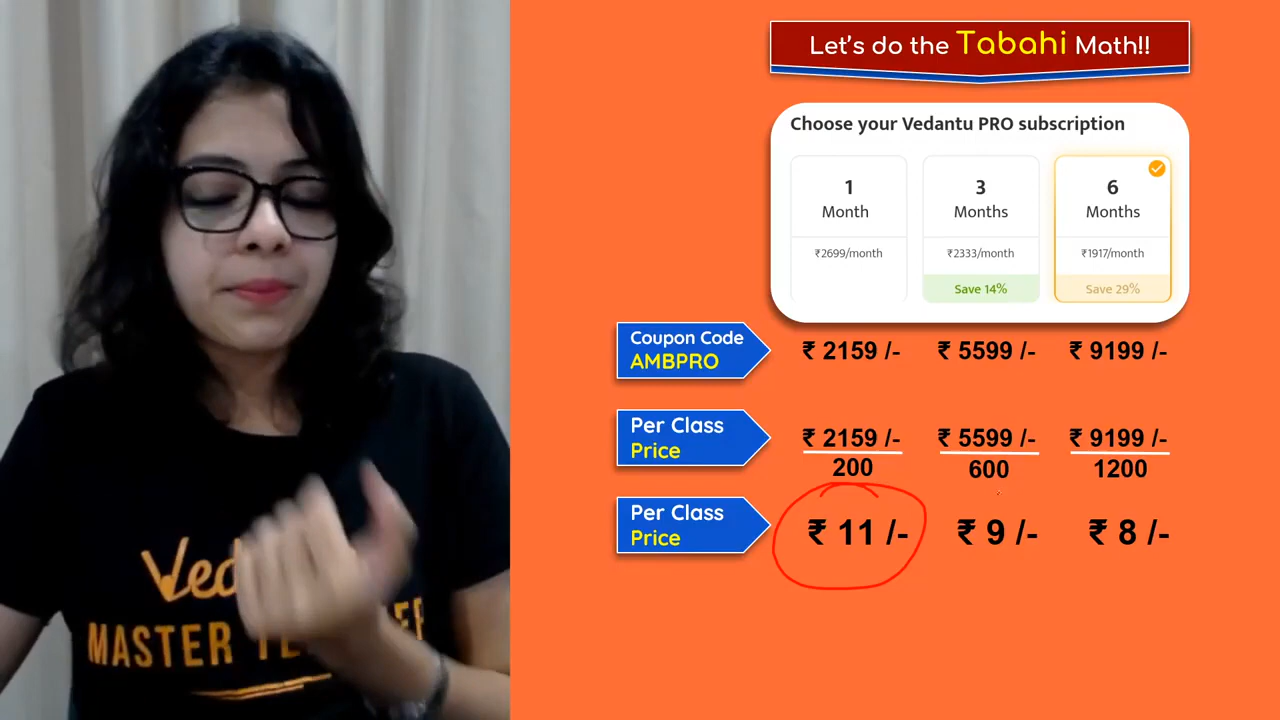 Let's do the Tabahi Math!!
Choose your Vedantu PRO subscription
1 3 6
Month Months Months
₹2699/month ₹2333/month ₹1917/month
Save 14% Save 29%
Coupon Code
AMBPRO
₹ 2159 /- ₹ 5599 /- ₹ 9199 /-
Per Class
Price
₹ 2159 /- ₹ 5599 /- ₹ 9199 /-
200 600 1200
Per Class
Price
₹ 11 /- ₹ 9 /- ₹ 8 /-
MASTER